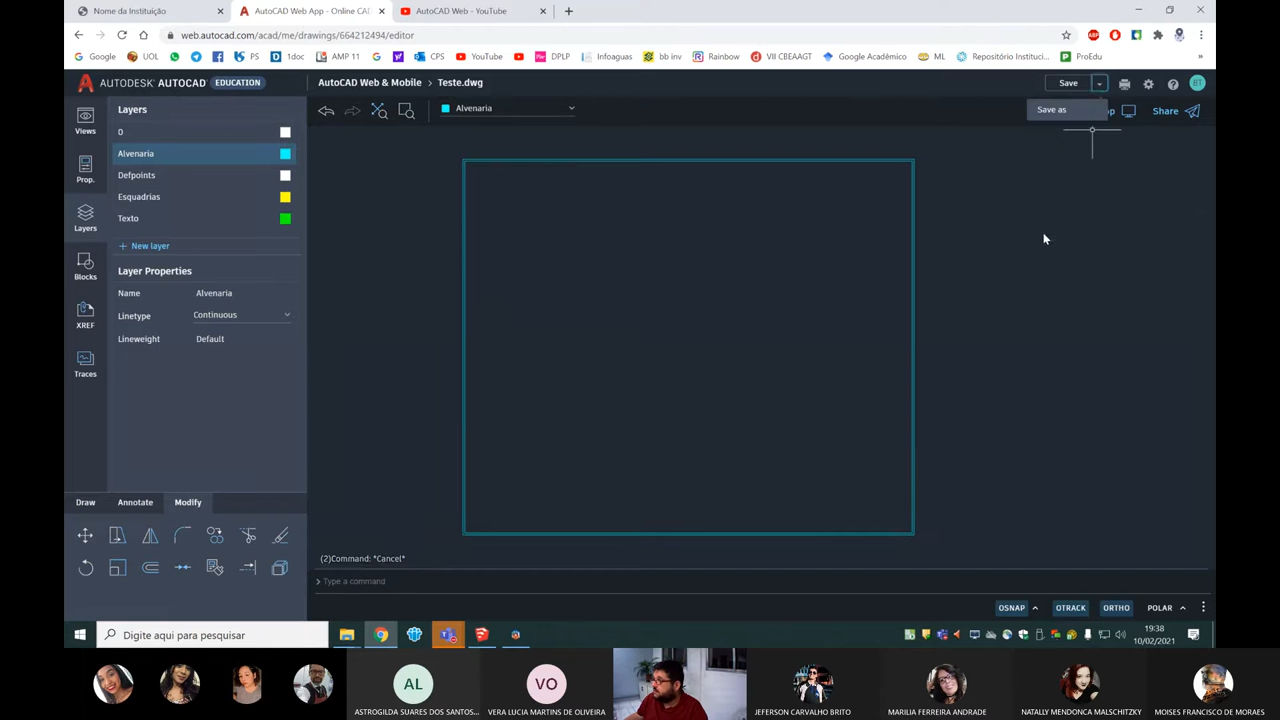 Nome da Instituição
AutoCAD Web App - Online CAD
AutoCAD Web - YouTube
web.autocad.com/acad/me/drawings/664212494/editor
Google
UOL
PS
1doc
AMP 11
CPS
YouTube
DPLP
Infoaguas
bb inv
Rainbow
VII CBEAAGT
Google Acadêmico
ML
Repositório Instituci...
ProEdu
AUTODESK® AUTOCAD EDUCATION
AutoCAD Web & Mobile > Teste.dwg
Save
BT
Layers
Alvenaria
Save as
Share
Views
0
Alvenaria
Prop.
Defpoints
Esquadrias
Layers
Texto
+ New layer
Blocks
Layer Properties
Name Alvenaria
XREF
Linetype Continuous
Lineweight Default
Traces
Draw Annotate Modify
(2)Command: *Cancel*
Type a command
OSNAP OTRACK ORTHO POLAR
Digite aqui para pesquisar
19:38
10/02/2021
AL
VO
ASTROGILDA SUARES DOS SANTOS...
VERA LUCIA MARTINS DE OLIVEIRA
JEFERSON CARVALHO BRITO
MARILIA FERREIRA ANDRADE
NATALLY MENDONCA MALSCHITZKY
MOISES FRANCISCO DE MORAES